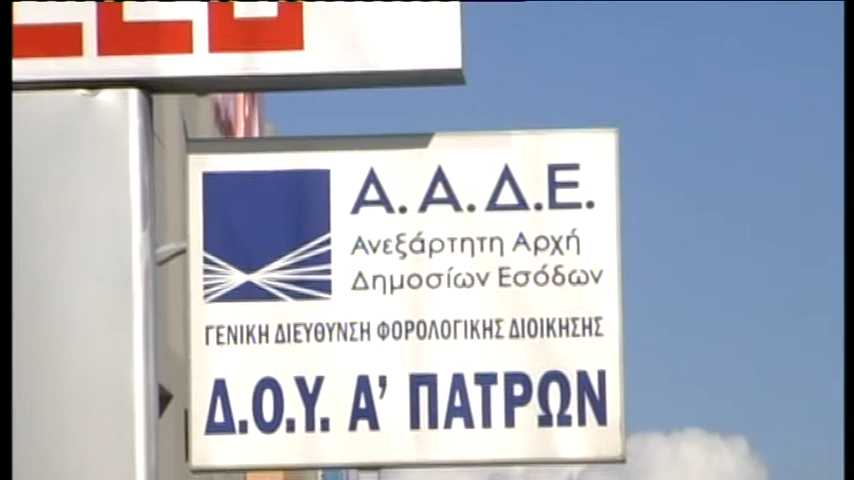 Α.Α.Δ.Ε.
Ανεξάρτητη Αρχή
Δημοσίων Εσόδων
ΓΕΝΙΚΗ ΔΙΕΥΘΥΝΣΗ ΦΟΡΟΛΟΓΙΚΗΣ ΔΙΟΙΚΗΣΗΣ
Δ.Ο.Υ. Α' ΠΑΤΡΩΝ